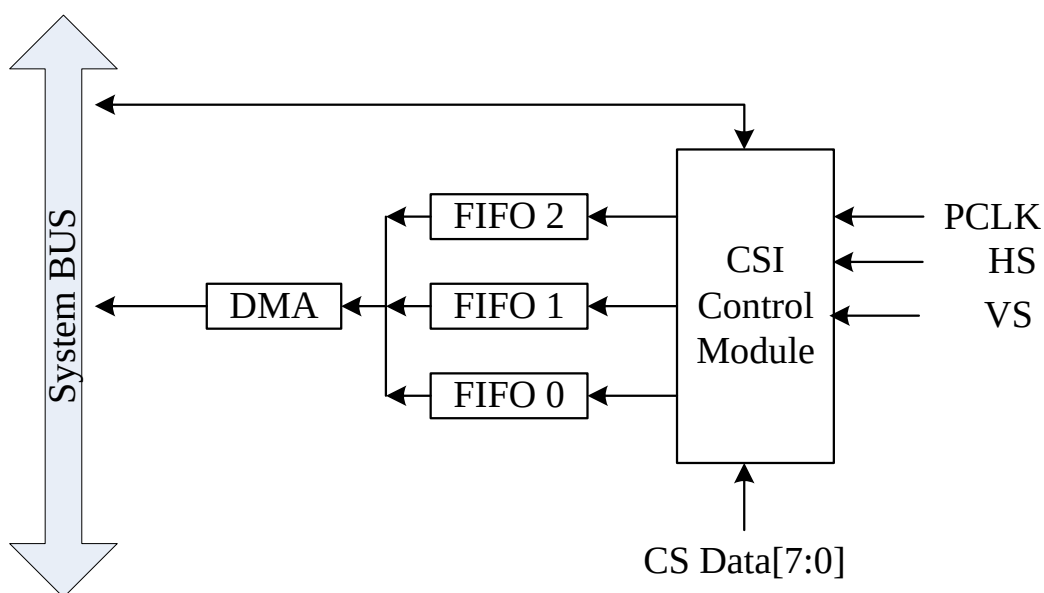 System BUS
FIFO 2
PCLK
CSI
Control
Module
HS
DMA
FIFO 1
VS
FIFO 0
CS Data[7:0]